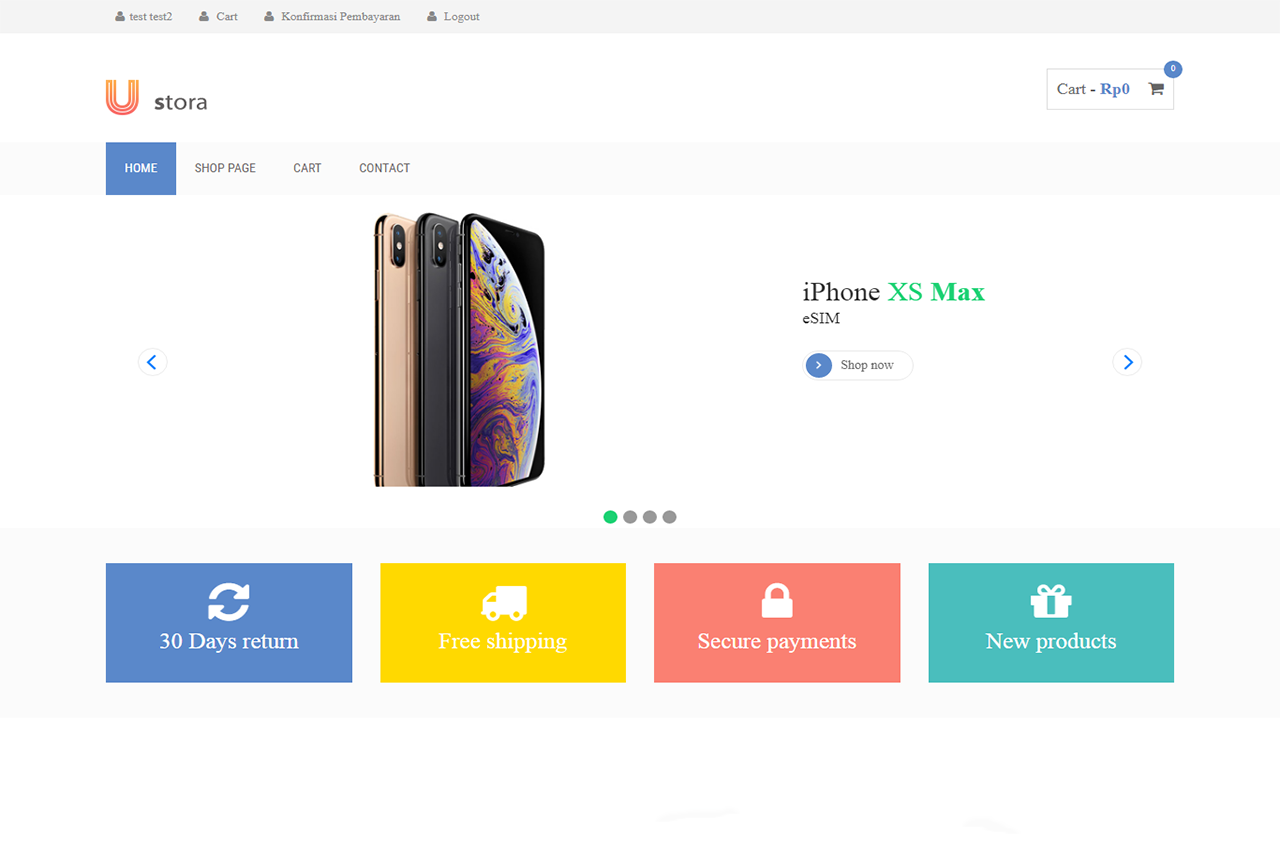 test test2 Cart Konfirmasi Pembayaran Logout
U stora
Cart - Rp0
0
HOME SHOP PAGE CART CONTACT
iPhone XS Max
eSIM
Shop now
30 Days return
Free shipping
Secure payments
New products